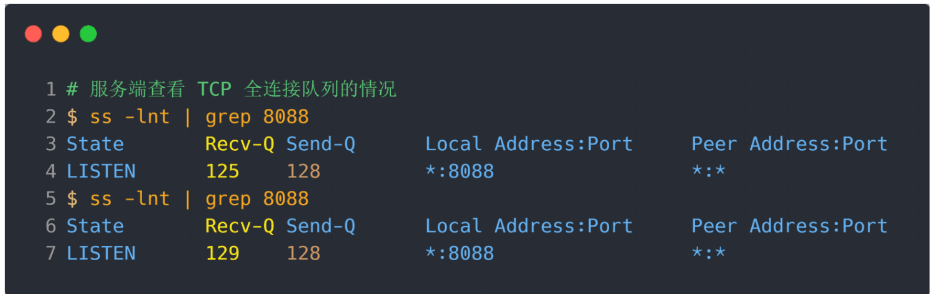 1 # 服务端查看 TCP 全连接队列的情况
2 $ ss -lnt | grep 8088
3 State Recv-Q Send-Q Local Address:Port Peer Address:Port
4 LISTEN 125 128 *:8088 *:*
5 $ ss -lnt | grep 8088
6 State Recv-Q Send-Q Local Address:Port Peer Address:Port
7 LISTEN 129 128 *:8088 *:*